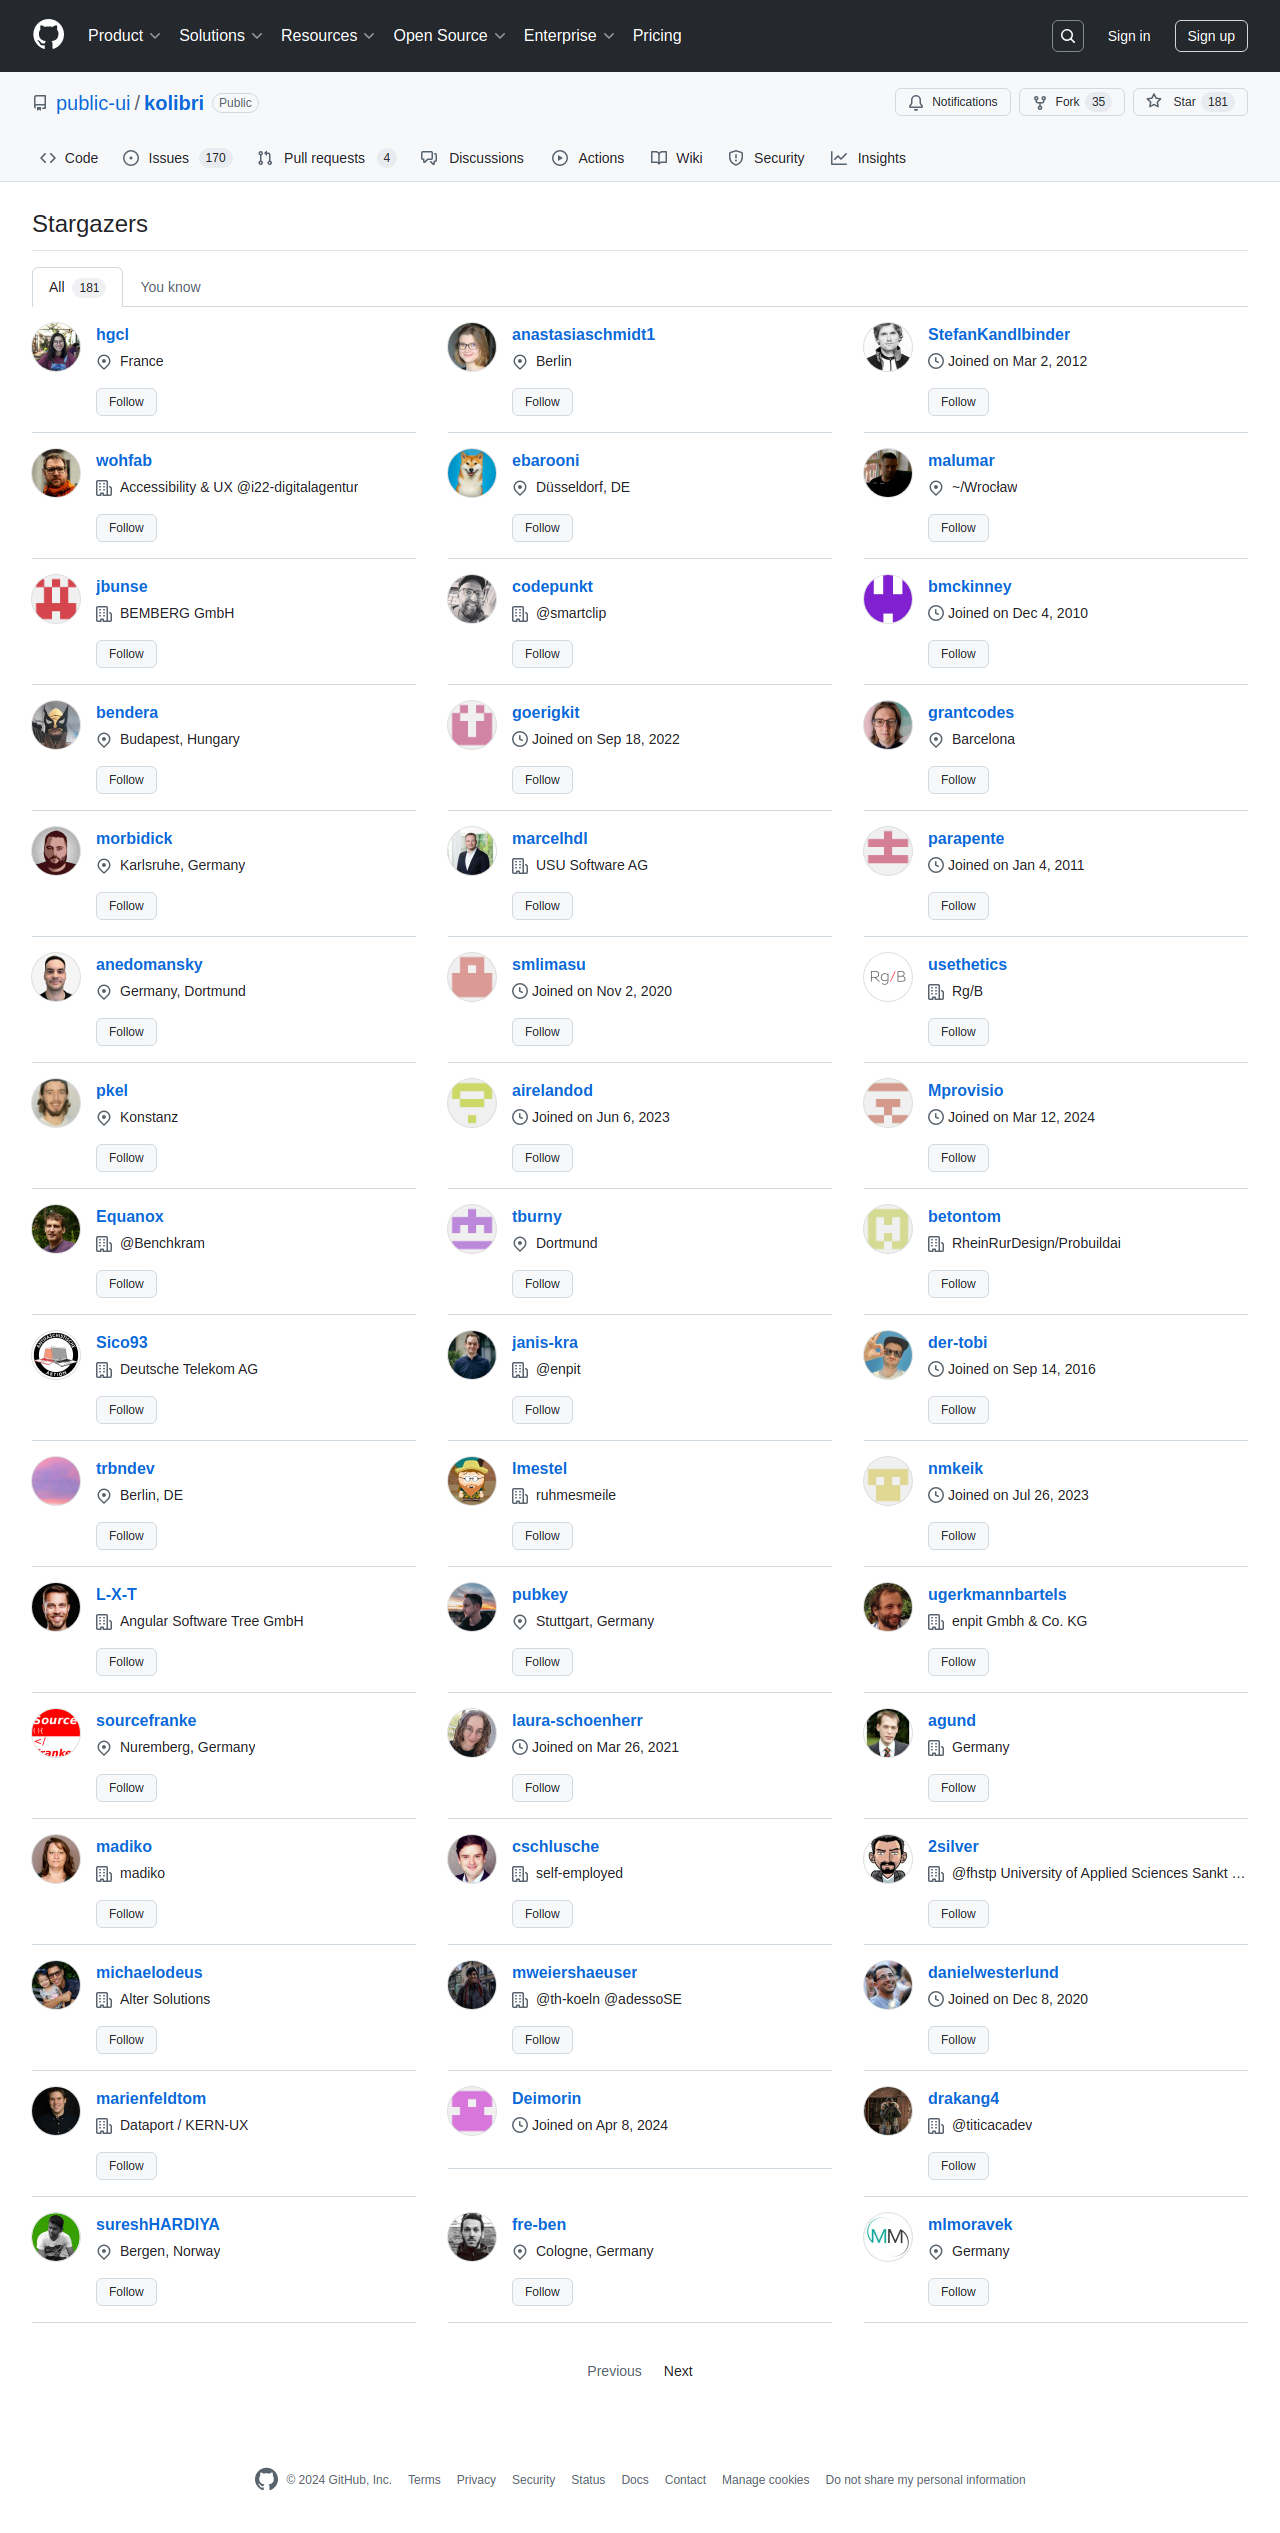 Product Solutions Resources Open Source Enterprise Pricing Sign in Sign up
public-ui / kolibri Public Notifications Fork 35 Star 181
Code Issues 170 Pull requests 4 Discussions Actions Wiki Security Insights
Stargazers
All 181 You know
hgcl anastasiaschmidt1 StefanKandlbinder
France Berlin Joined on Mar 2, 2012
Follow Follow Follow
wohfab ebarooni malumar
Accessibility & UX @i22-digitalagentur Düsseldorf, DE ~/Wrocław
Follow Follow Follow
jbunse codepunkt bmckinney
BEMBERG GmbH @smartclip Joined on Dec 4, 2010
Follow Follow Follow
bendera goerigkit grantcodes
Budapest, Hungary Joined on Sep 18, 2022 Barcelona
Follow Follow Follow
morbidick marcelhdl parapente
Karlsruhe, Germany USU Software AG Joined on Jan 4, 2011
Follow Follow Follow
anedomansky smlimasu usethetics
Rg/B
Germany, Dortmund Joined on Nov 2, 2020 Rg/B
Follow Follow Follow
pkel airelandod Mprovisio
Konstanz Joined on Jun 6, 2023 Joined on Mar 12, 2024
Follow Follow Follow
Equanox tburny betontom
@Benchkram Dortmund RheinRurDesign/Probuildai
Follow Follow Follow
Sico93 janis-kra der-tobi
Deutsche Telekom AG @enpit Joined on Sep 14, 2016
Follow Follow Follow
trbndev lmestel nmkeik
Berlin, DE ruhmesmeile Joined on Jul 26, 2023
Follow Follow Follow
L-X-T pubkey ugerkmannbartels
Angular Software Tree GmbH Stuttgart, Germany enpit Gmbh & Co. KG
Follow Follow Follow
Source sourcefranke laura-schoenherr agund
Nuremberg, Germany Joined on Mar 26, 2021 Germany
Follow Follow Follow
madiko cschlusche 2silver
madiko self-employed @fhstp University of Applied Sciences Sankt …
Follow Follow Follow
michaelodeus mweiershaeuser danielwesterlund
Alter Solutions @th-koeln @adessoSE Joined on Dec 8, 2020
Follow Follow Follow
marienfeldtom Deimorin drakang4
Dataport / KERN-UX Joined on Apr 8, 2024 @titicacadev
Follow Follow
sureshHARDIYA fre-ben mlmoravek
MM
Bergen, Norway Cologne, Germany Germany
Follow Follow Follow
Previous Next
© 2024 GitHub, Inc. Terms Privacy Security Status Docs Contact Manage cookies Do not share my personal information